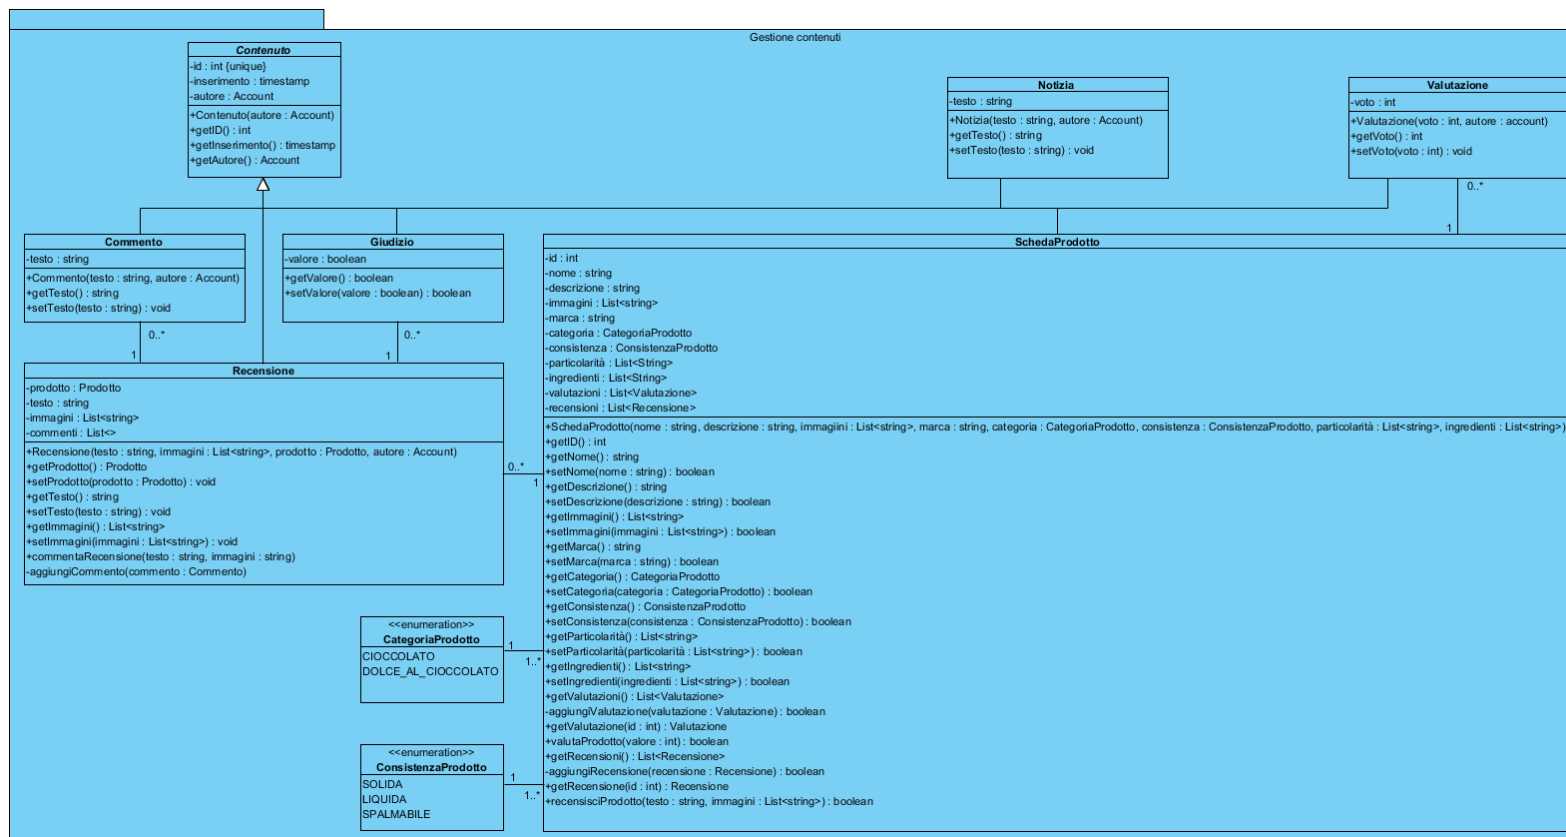 Gestione contenuti
Contenuto
-id : int {unique}
-inserimento : timestamp
-autore : Account
+Contenuto(autore : Account)
+getID() : int
+getInserimento() : timestamp
+getAutore() : Account
Notizia
-testo : string
+Notizia(testo : string, autore : Account)
+getTesto() : string
+setTesto(testo : string) : void
Valutazione
-voto : int
+Valutazione(voto : int, autore : account)
+getVoto() : int
+setVoto(voto : int) : void
0..*
1
Commento
-testo : string
+Commento(testo : string, autore : Account)
+getTesto() : string
+setTesto(testo : string) : void
0..*
1
Giudizio
-valore : boolean
+getValore() : boolean
+setValore(valore : boolean) : boolean
0..*
1
Recensione
-prodotto : Prodotto
-testo : string
-immagini : List<string>
-commenti : List<>
+Recensione(testo : string, immagini : List<string>, prodotto : Prodotto, autore : Account)
+getProdotto() : Prodotto
+setProdotto(prodotto : Prodotto) : void
+getTesto() : string
+setTesto(testo : string) : void
+getImmagini() : List<string>
+setImmagini(immagini : List<string>) : void
+commentaRecensione(testo : string, immagini : string)
-aggiungiCommento(commento : Commento)
0..*
1
SchedaProdotto
-id : int
-nome : string
-descrizione : string
-immagini : List<string>
-marca : string
-categoria : CategoriaProdotto
-consistenza : ConsistenzaProdotto
-particolarità : List<String>
-ingredienti : List<String>
-valutazioni : List<Valutazione>
-recensioni : List<Recensione>
+SchedaProdotto(nome : string, descrizione : string, immagiini : List<string>, marca : string, categoria : CategoriaProdotto, consistenza : ConsistenzaProdotto, particolarità : List<string>, ingredienti : List<string>)
+getID() : int
+getNome() : string
+setNome(nome : string) : boolean
+getDescrizione() : string
+setDescrizione(descrizione : string) : boolean
+getImmagini() : List<string>
+setImmagini(immagini : List<string>) : boolean
+getMarca() : string
+setMarca(marca : string) : boolean
+getCategoria() : CategoriaProdotto
+setCategoria(categoria : CategoriaProdotto) : boolean
+getConsistenza() : ConsistenzaProdotto
+setConsistenza(consistenza : ConsistenzaProdotto) : boolean
+getParticolarità() : List<string>
+setParticolarità(particolarità : List<string>) : boolean
+getIngredienti() : List<string>
+setIngredienti(ingredienti : List<string>) : boolean
+getValutazioni() : List<Valutazione>
-aggiungiValutazione(valutazione : Valutazione) : boolean
+getValutazione(id : int) : Valutazione
+valutaProdotto(valore : int) : boolean
+getRecensioni() : List<Recensione>
-aggiungiRecensione(recensione : Recensione) : boolean
+getRecensione(id : int) : Recensione
+recensisciProdotto(testo : string, immagini : List<string>) : boolean
<<enumeration>>
CategoriaProdotto
CIOCCOLATO
DOLCE_AL_CIOCCOLATO
1
1..*
<<enumeration>>
ConsistenzaProdotto
SOLIDA
LIQUIDA
SPALMABILE
1
1..*